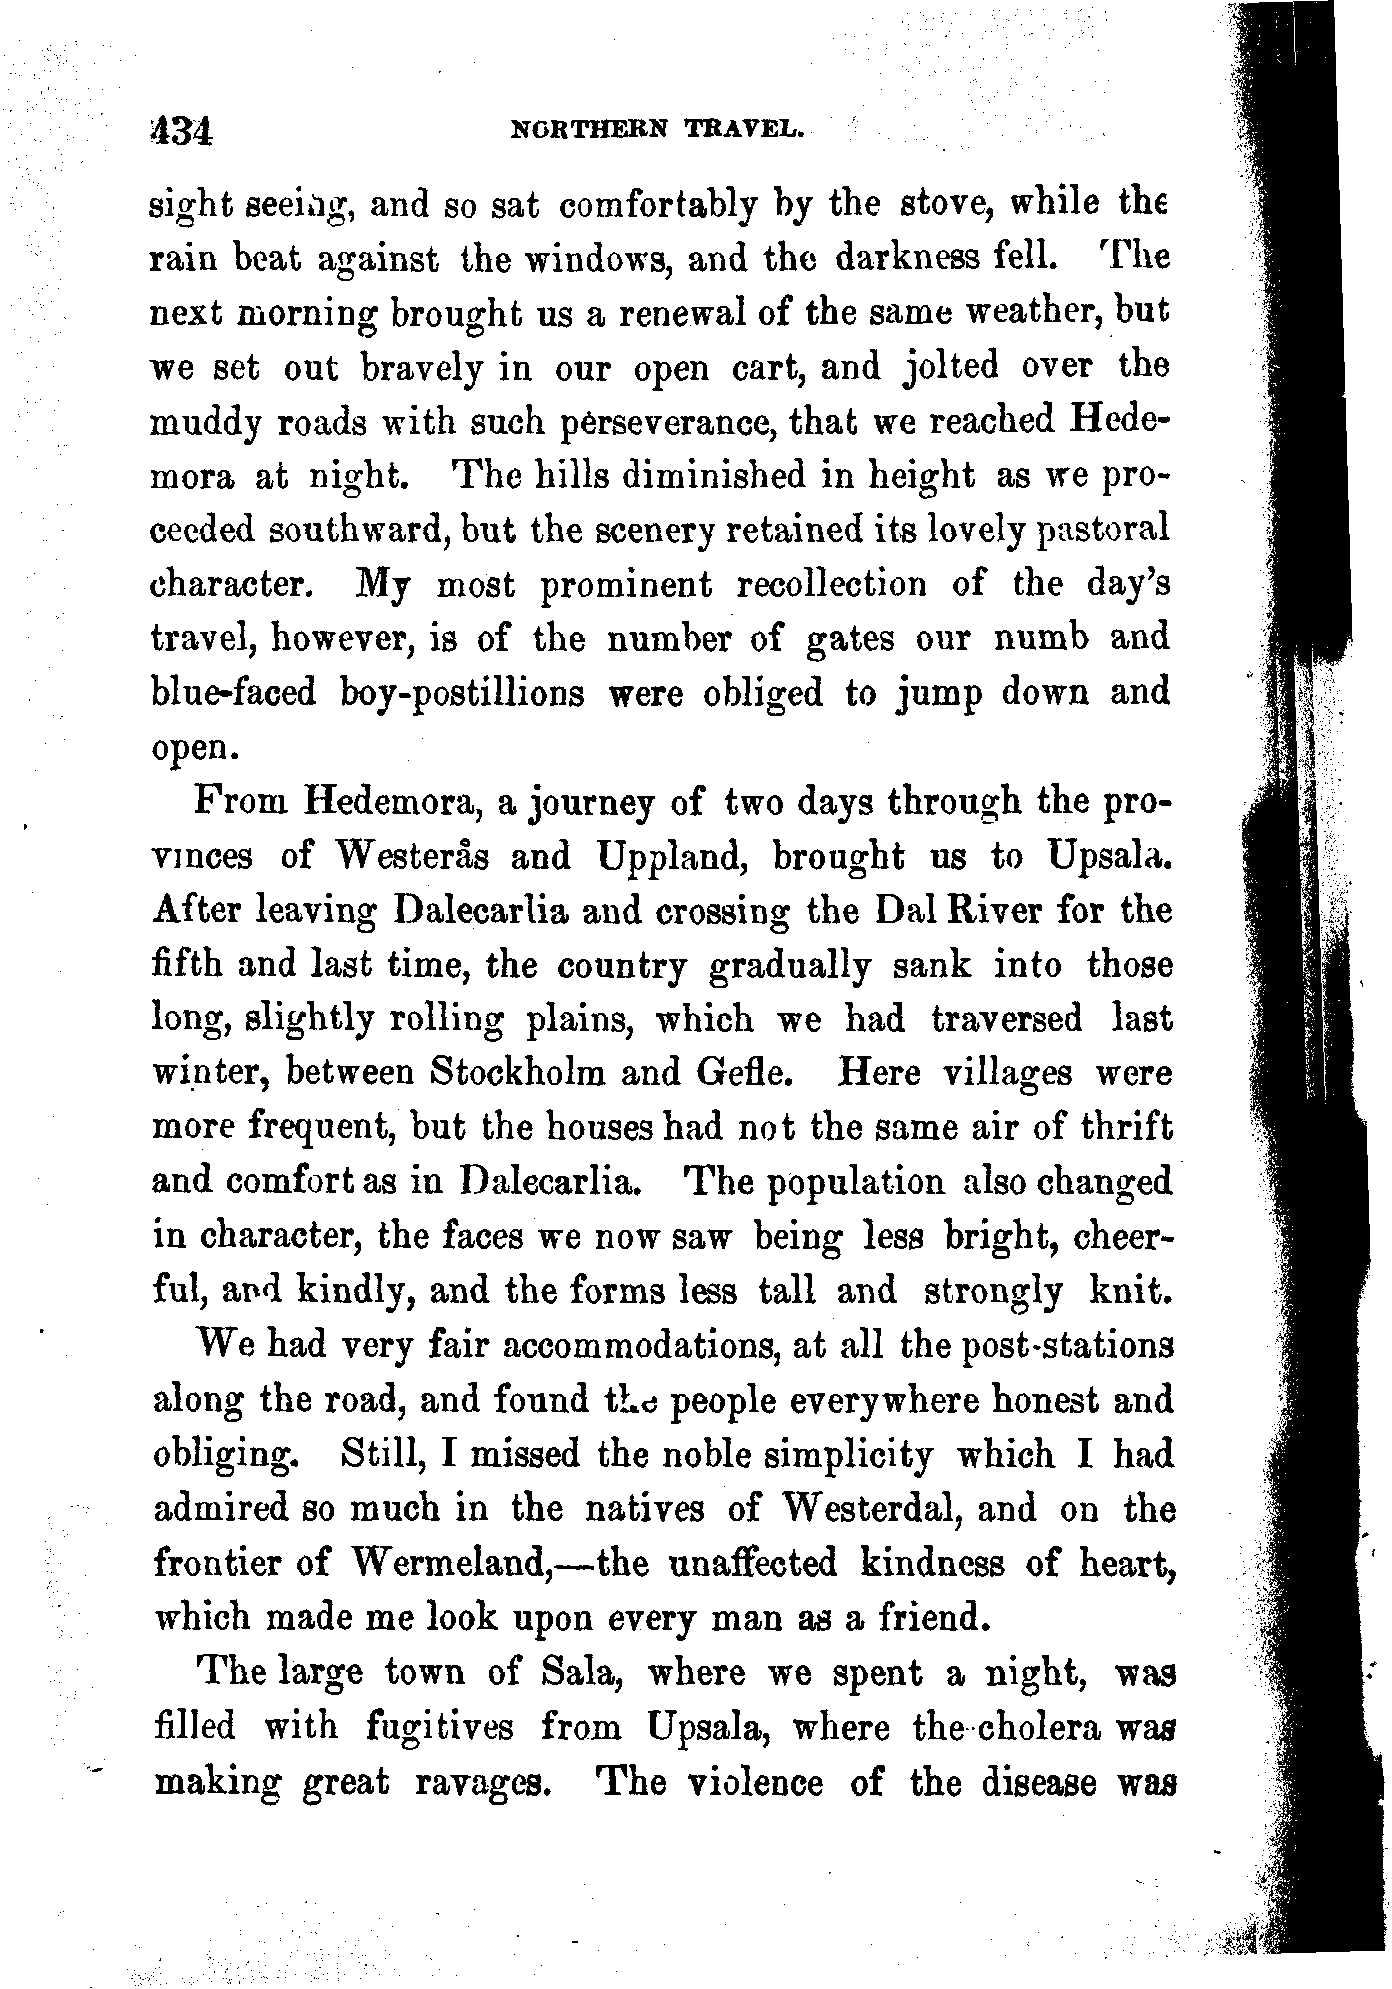 434 NORTHERN TRAVEL.
sight seeing, and so sat comfortably by the stove, while the
rain beat against the windows, and the darkness fell. The
next morning brought us a renewal of the same weather, but
we set out bravely in our open cart, and jolted over the
muddy roads with such perseverance, that we reached Hede-
mora at night. The hills diminished in height as we pro-
ceeded southward, but the scenery retained its lovely pastoral
character. My most prominent recollection of the day's
travel, however, is of the number of gates our numb and
blue-faced boy-postillions were obliged to jump down and
open.
From Hedemora, a journey of two days through the pro-
vinces of Westerås and Uppland, brought us to Upsala.
After leaving Dalecarlia and crossing the Dal River for the
fifth and last time, the country gradually sank into those
long, slightly rolling plains, which we had traversed last
winter, between Stockholm and Gefle. Here villages were
more frequent, but the houses had not the same air of thrift
and comfort as in Dalecarlia. The population also changed
in character, the faces we now saw being less bright, cheer-
ful, and kindly, and the forms less tall and strongly knit.
We had very fair accommodations, at all the post-stations
along the road, and found the people everywhere honest and
obliging. Still, I missed the noble simplicity which I had
admired so much in the natives of Westerdal, and on the
frontier of Wermeland,—the unaffected kindness of heart,
which made me look upon every man as a friend.
The large town of Sala, where we spent a night, was
filled with fugitives from Upsala, where the cholera was
making great ravages. The violence of the disease was